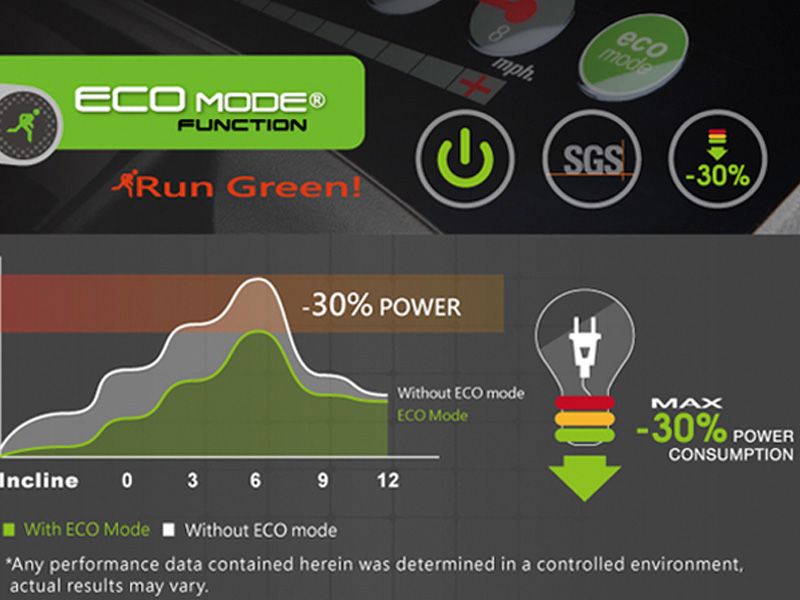 8
mph.
eco
mode
ECO MODE®
FUNCTION
Run Green!
SGS
-30%
-30% POWER
Without ECO mode
ECO Mode
MAX
-30% POWER
CONSUMPTION
Incline 0 3 6 9 12
With ECO Mode Without ECO mode
*Any performance data contained herein was determined in a controlled environment,
actual results may vary.